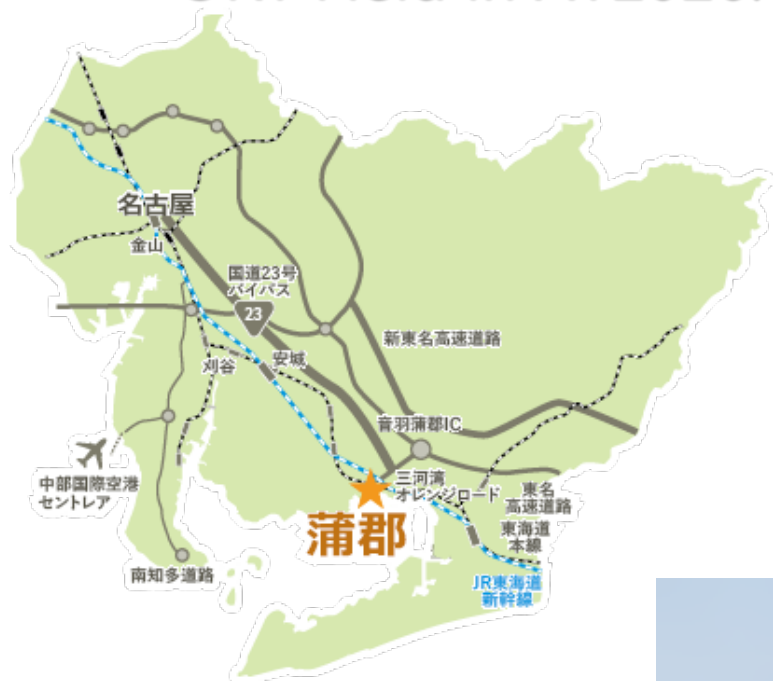 名古屋
金山
国道23号
バイパス
23
新東名高速道路
刈谷
安城
音羽蒲郡IC
中部国際空港
セントレア
三河湾
オレンジロード
東名
高速道路
蒲郡
東海道
本線
南知多道路
JR東海道
新幹線